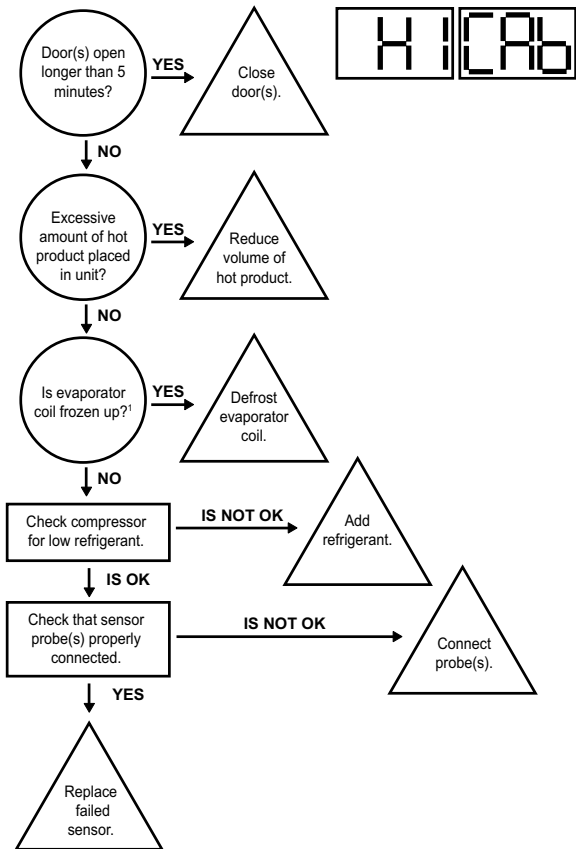 HI CAb
Door(s) open
longer than 5
minutes?
YES
Close
door(s).
NO
Excessive
amount of hot
product placed
in unit?
YES
Reduce
volume of
hot product.
NO
Is evaporator
coil frozen up?¹
YES
Defrost
evaporator
coil.
NO
Check compressor
for low refrigerant.
IS NOT OK
Add
refrigerant.
IS OK
Check that sensor
probe(s) properly
connected.
IS NOT OK
Connect
probe(s).
YES
Replace
failed
sensor.